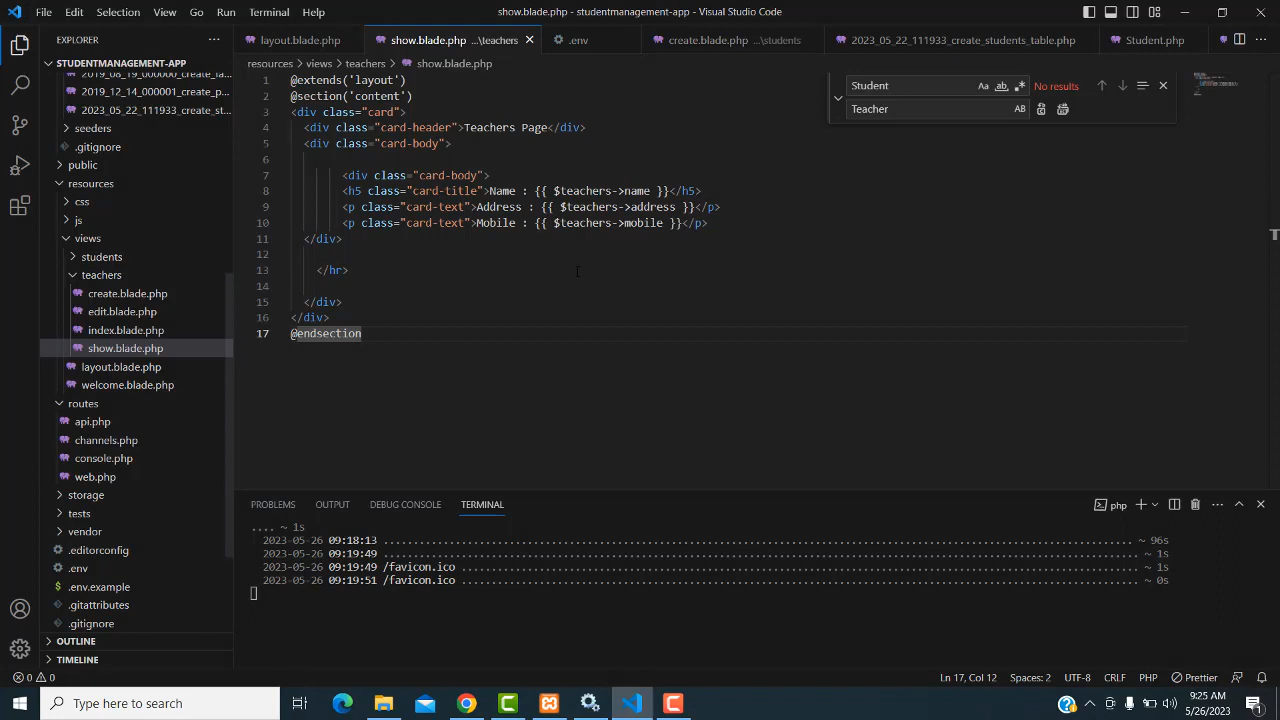 File Edit Selection View Go Run Terminal Help
show.blade.php - studentmanagement-app - Visual Studio Code
EXPLORER
layout.blade.php
show.blade.php ...\teachers
.env
create.blade.php ...\students
2023_05_22_111933_create_students_table.php
Student.php
STUDENTMANAGEMENT-APP
2019_08_19_000000_create_fa...
2019_12_14_000001_create_p...
2023_05_22_111933_create_st...
seeders
.gitignore
public
resources
css
js
views
students
teachers
create.blade.php
edit.blade.php
index.blade.php
show.blade.php
layout.blade.php
welcome.blade.php
routes
api.php
channels.php
console.php
web.php
storage
tests
vendor
.editorconfig
.env
.env.example
.gitattributes
.gitignore
OUTLINE
TIMELINE
resources > views > teachers > show.blade.php
Student
Aa ab No results
Teacher
AB
1 @extends('layout')
2 @section('content')
3 <div class="card">
4 <div class="card-header">Teachers Page</div>
5 <div class="card-body">
6
7 <div class="card-body">
8 <h5 class="card-title">Name : {{ $teachers->name }}</h5>
9 <p class="card-text">Address : {{ $teachers->address }}</p>
10 <p class="card-text">Mobile : {{ $teachers->mobile }}</p>
11 </div>
12
13 </hr>
14
15 </div>
16 </div>
17 @endsection
PROBLEMS OUTPUT DEBUG CONSOLE TERMINAL
php
.... ~ 1s
2023-05-26 09:18:13 ........ ~ 96s
2023-05-26 09:19:49 ........ ~ 1s
2023-05-26 09:19:49 /favicon.ico ........ ~ 1s
2023-05-26 09:19:51 /favicon.ico ........ ~ 0s
0 0
Ln 17, Col 12 Spaces: 2 UTF-8 CRLF PHP Prettier
Type here to search
9:25 AM
5/26/2023